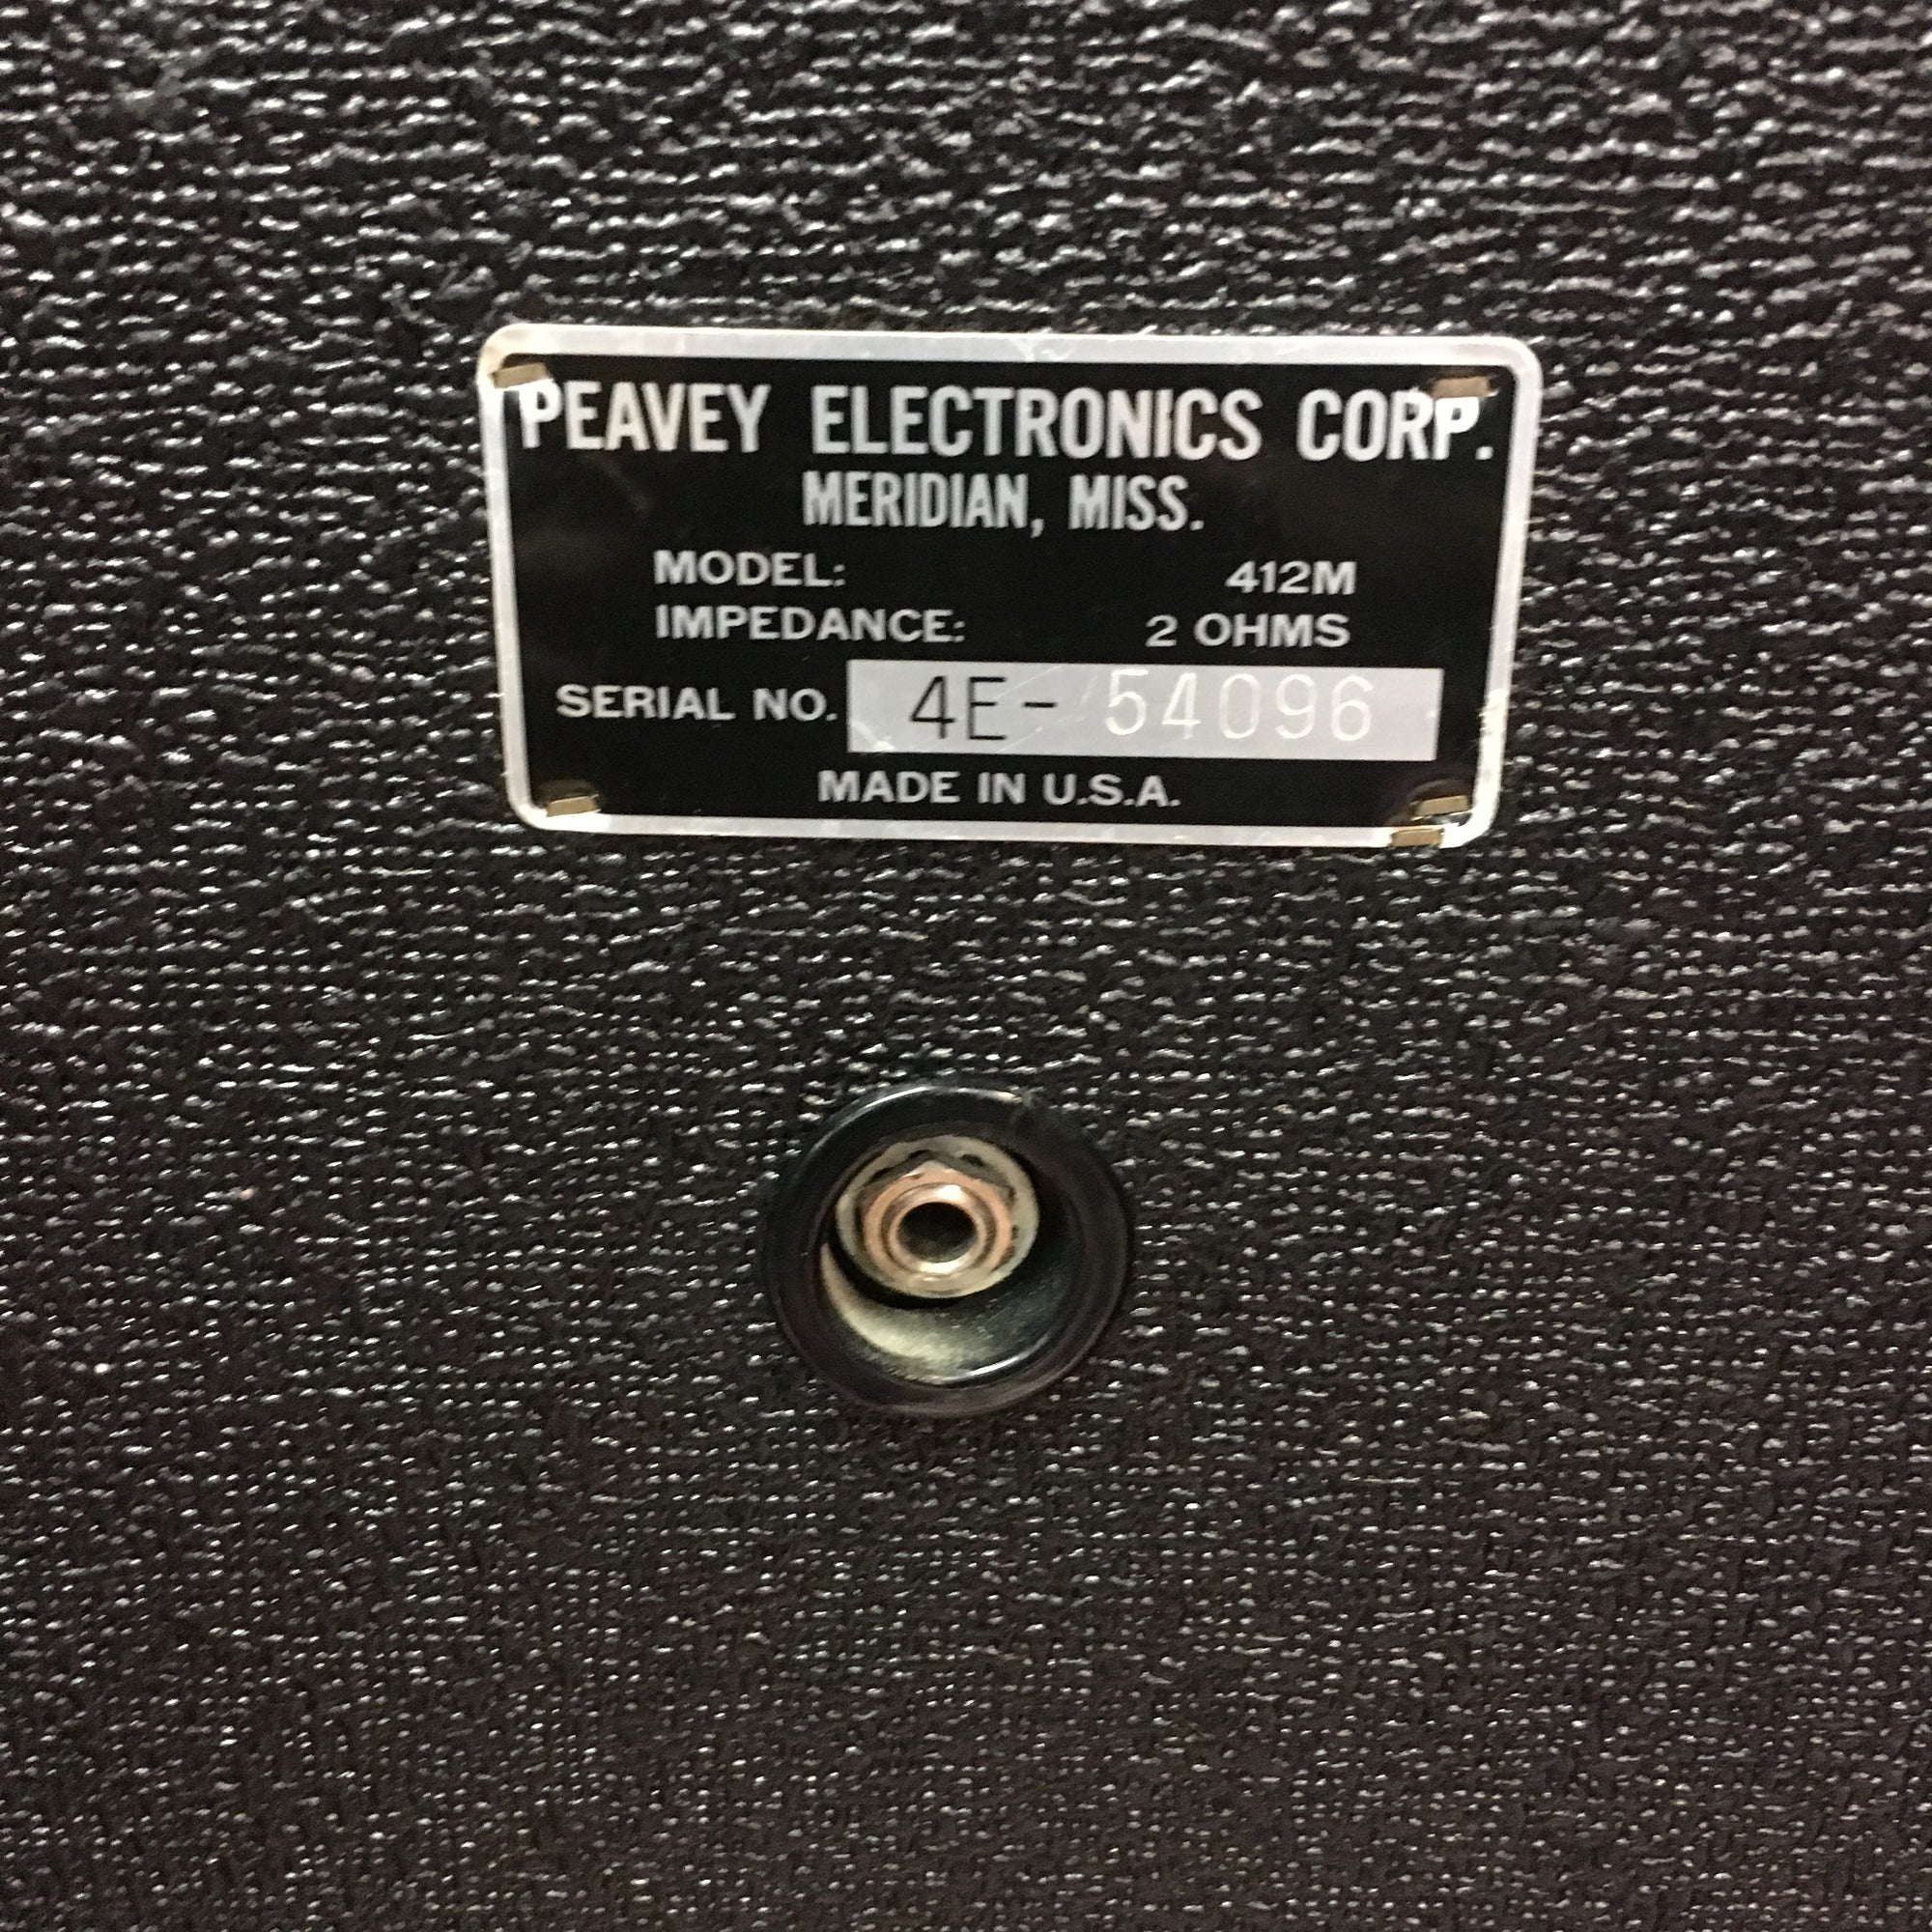 PEAVEY ELECTRONICS CORP.
MERIDIAN, MISS.
MODEL: 412M
IMPEDANCE: 2 OHMS
SERIAL NO. 4E- 54096
MADE IN U.S.A.